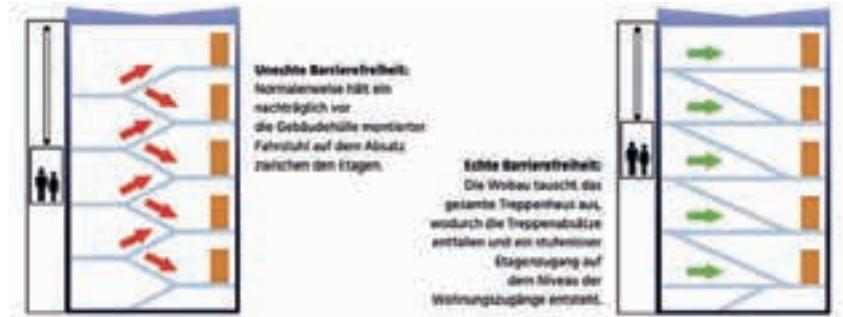 Unechte Barrierefreiheit:
Normalerweise hält ein
nachträglich vor
die Gebäudehülle montierter
Fahrstuhl auf dem Absatz
zwischen den Etagen.
Echte Barrierefreiheit:
Die Wobau tauscht das
gesamte Treppenhaus aus,
wodurch die Treppenabsätze
entfallen und ein stufenloser
Etagenzugang auf
dem Niveau der
Wohnungszugänge entsteht.